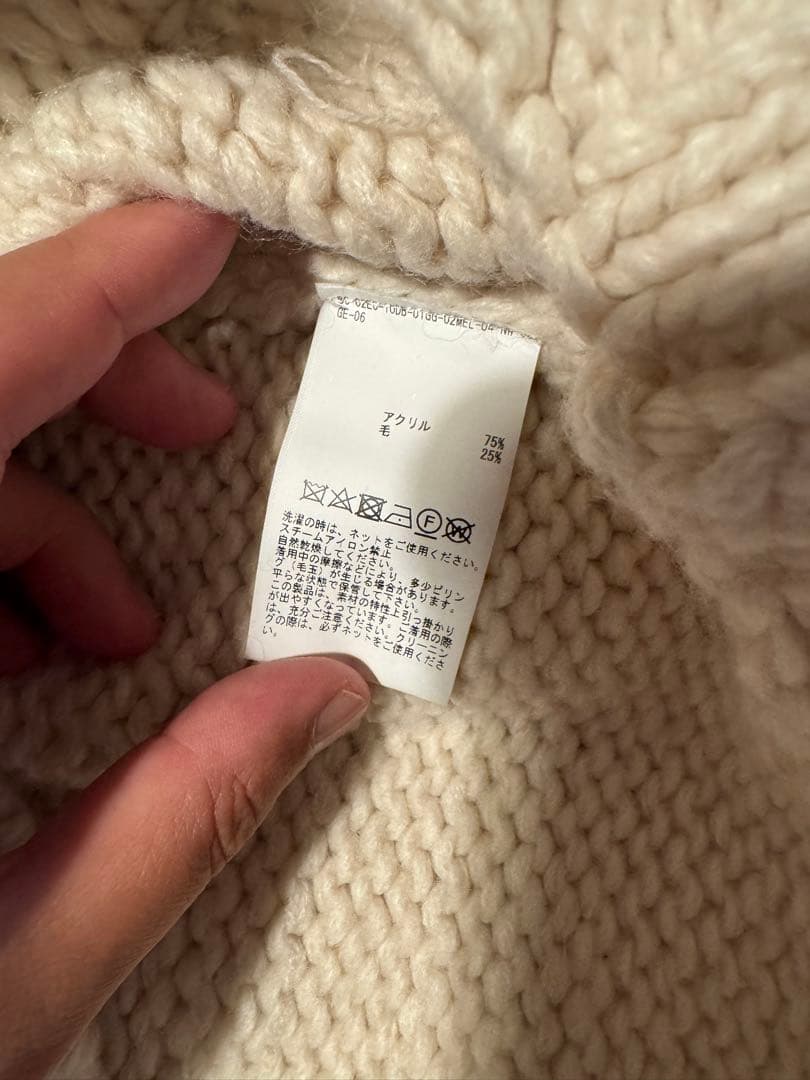 GE-06
アクリル 75%
毛 25%
F
W
洗濯の時は、ネットをご使用ください。
スチームアイロン禁止
自然乾燥してください。
着用中の摩擦などにより、多少ピリン
グ(毛玉)が生じる場合があります。
平らな状態で保管して下さい。
この製品は、素材の特性上引っ掛かり
が出やすくなっています。ご着用の際
は、充分ご注意ください。クリーニン
グの際は、必ずネットをご使用くださ
い。